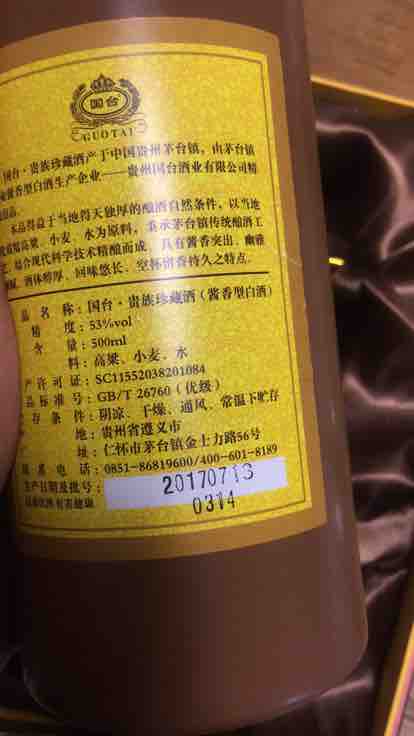 国台
GUOTAI
国台·贵族珍藏酒产于中国贵州茅台镇，由茅台镇
酱香型白酒生产企业——贵州国台酒业有限公司精
本品得益于当地得天独厚的酿酒自然条件，以当地
高粱、小麦、水为原料，秉承茅台镇传统酿酒工
结合现代科学技术精酿而成，具有酱香突出、幽雅
酒体醇厚、回味悠长、空杯留香持久之特点。
品 名：国台·贵族珍藏酒（酱香型白酒）
精 度：53%vol
含 量：500ml
料：高粱、小麦、水
产许可证：SC11552038201084
品标准号：GB/T 26760（优级）
存条件：阴凉、干燥、通风、常温下贮存
地：贵州省遵义市
址：仁怀市茅台镇金士力路56号
系电话：0851-86819600/400-601-8189
生产日期及批号：20170713
0314
有害健康